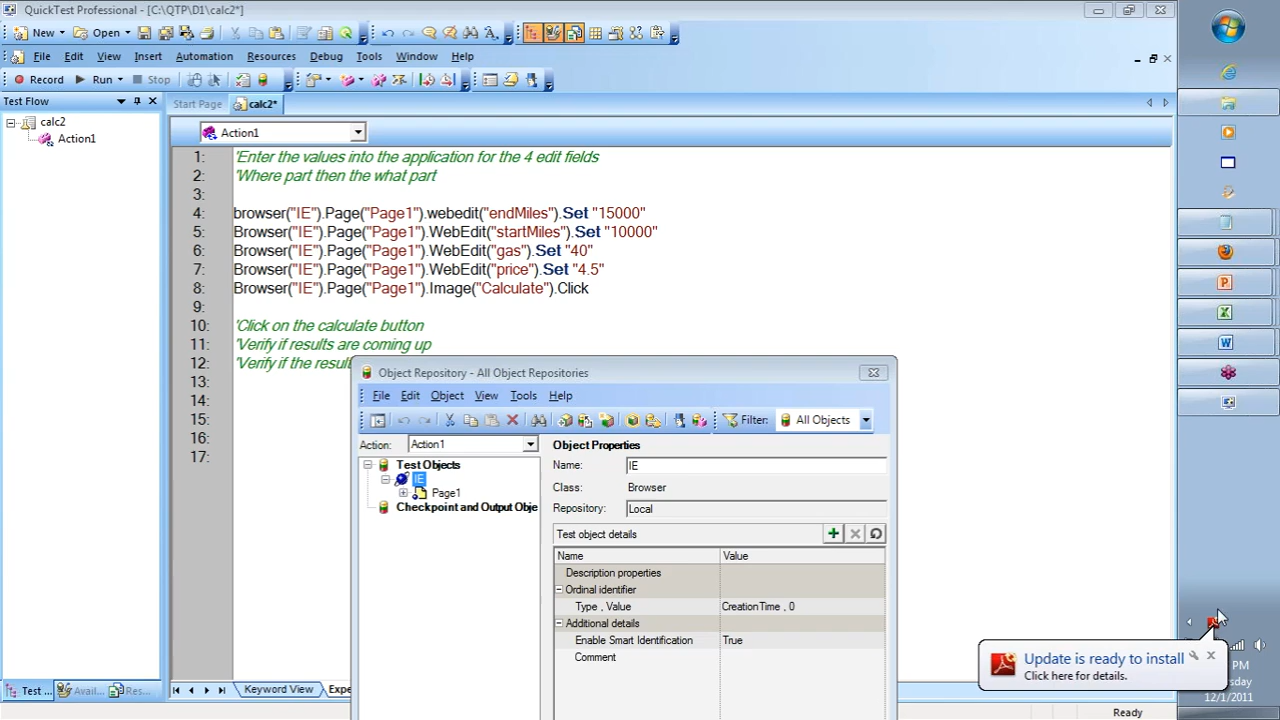 QuickTest Professional - [C:\QTP\D1\calc2*]
New Open
File Edit View Insert Automation Resources Debug Tools Window Help
Record Run Stop
Test Flow
Start Page calc2*
calc2
Action1
Action1
1: 'Enter the values into the application for the 4 edit fields
2: 'Where part then the what part
3:
4: browser("IE").Page("Page1").webedit("endMiles").Set "15000"
5: Browser("IE").Page("Page1").WebEdit("startMiles").Set "10000"
6: Browser("IE").Page("Page1").WebEdit("gas").Set "40"
7: Browser("IE").Page("Page1").WebEdit("price").Set "4.5"
8: Browser("IE").Page("Page1").Image("Calculate").Click
9:
10: 'Click on the calculate button
11: 'Verify if results are coming up
12: 'Verify if the resul
13:
14:
15:
16:
17:
Object Repository - All Object Repositories
File Edit Object View Tools Help
Filter: All Objects
Action: Action1
Test Objects
IE
Page1
Checkpoint and Output Obje
Object Properties
Name: IE
Class: Browser
Repository: Local
Test object details
Name Value
Description properties
Ordinal identifier
Type , Value CreationTime , 0
Additional details
Enable Smart Identification True
Comment
Update is ready to install
Click here for details.
PM
12/1/2011
Test ... Avai... Res...
Keyword View Expe
Ready